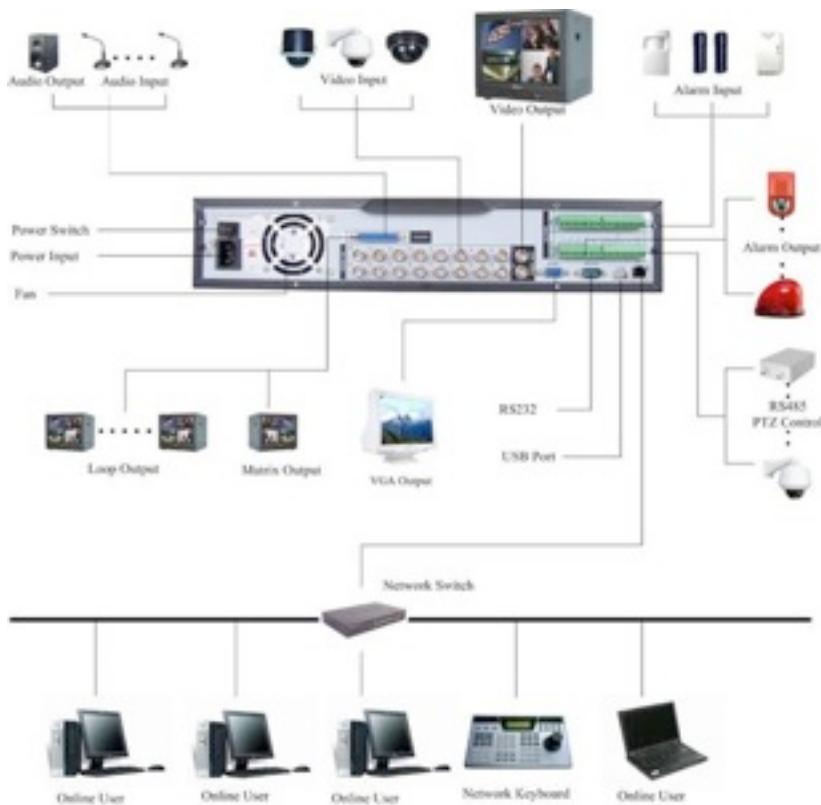 Audio Output
Audio Input
Video Input
Video Output
Alarm Input
Power Switch
Power Input
Fan
Alarm Output
RS485
PTZ Control
RS232
USB Port
Loop Output
Matrix Output
VGA Output
Network Switch
Online User
Online User
Online User
Network Keyboard
Online User